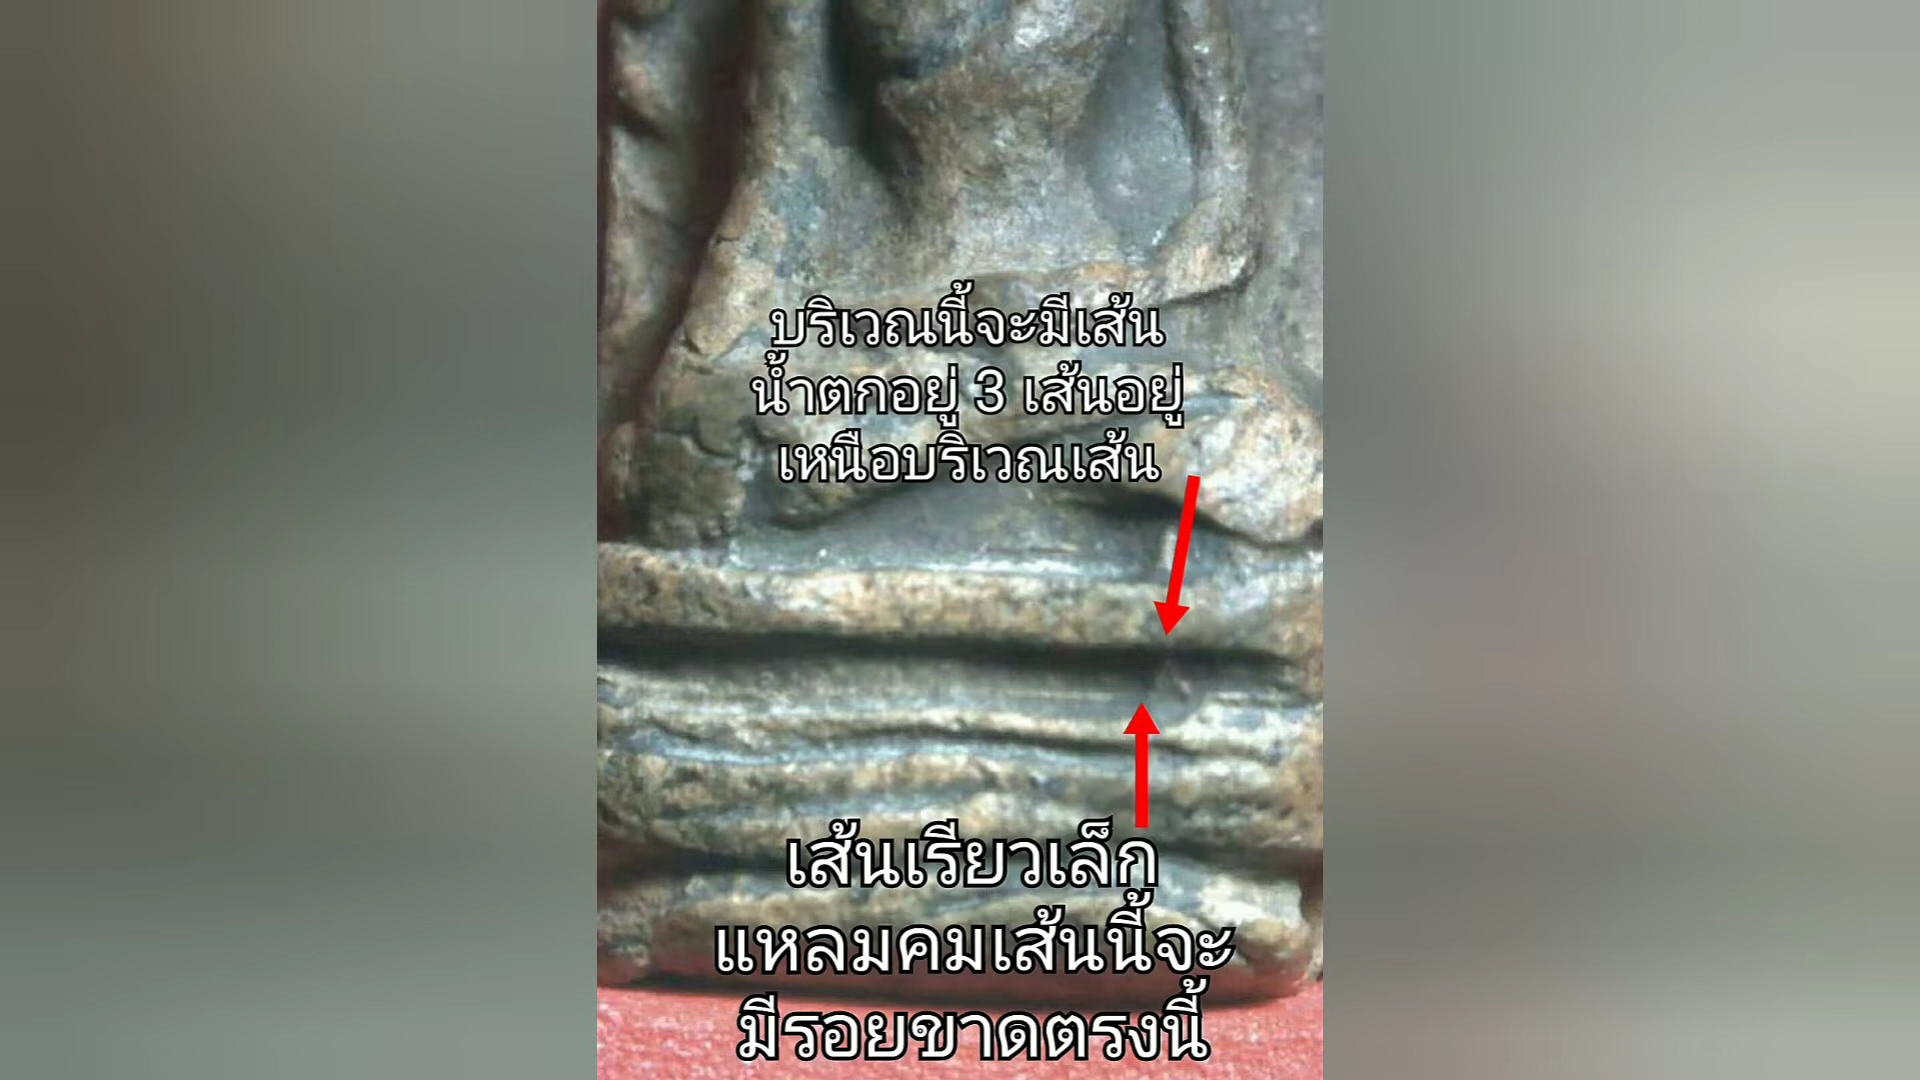 บริเวณนี้จะมีเส้น
น้ำตกอยู่ 3 เส้นอยู่
เหนือบริเวณเส้น
เส้นเรียวเล็ก
แหลมคมเส้นนี้จะ
มีรอยขาดตรงนี้